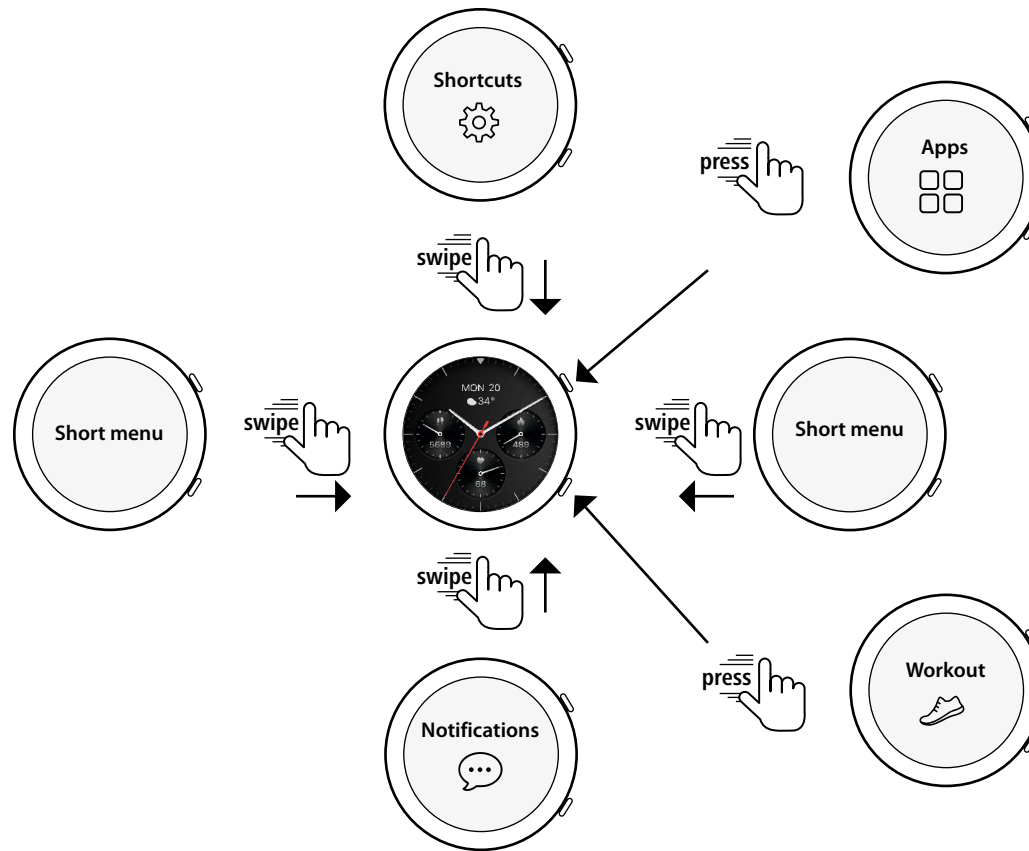 Shortcuts
press
Apps
swipe
MON 20
34°
5689
489
68
Short menu
swipe
swipe
Short menu
swipe
Notifications
press
Workout